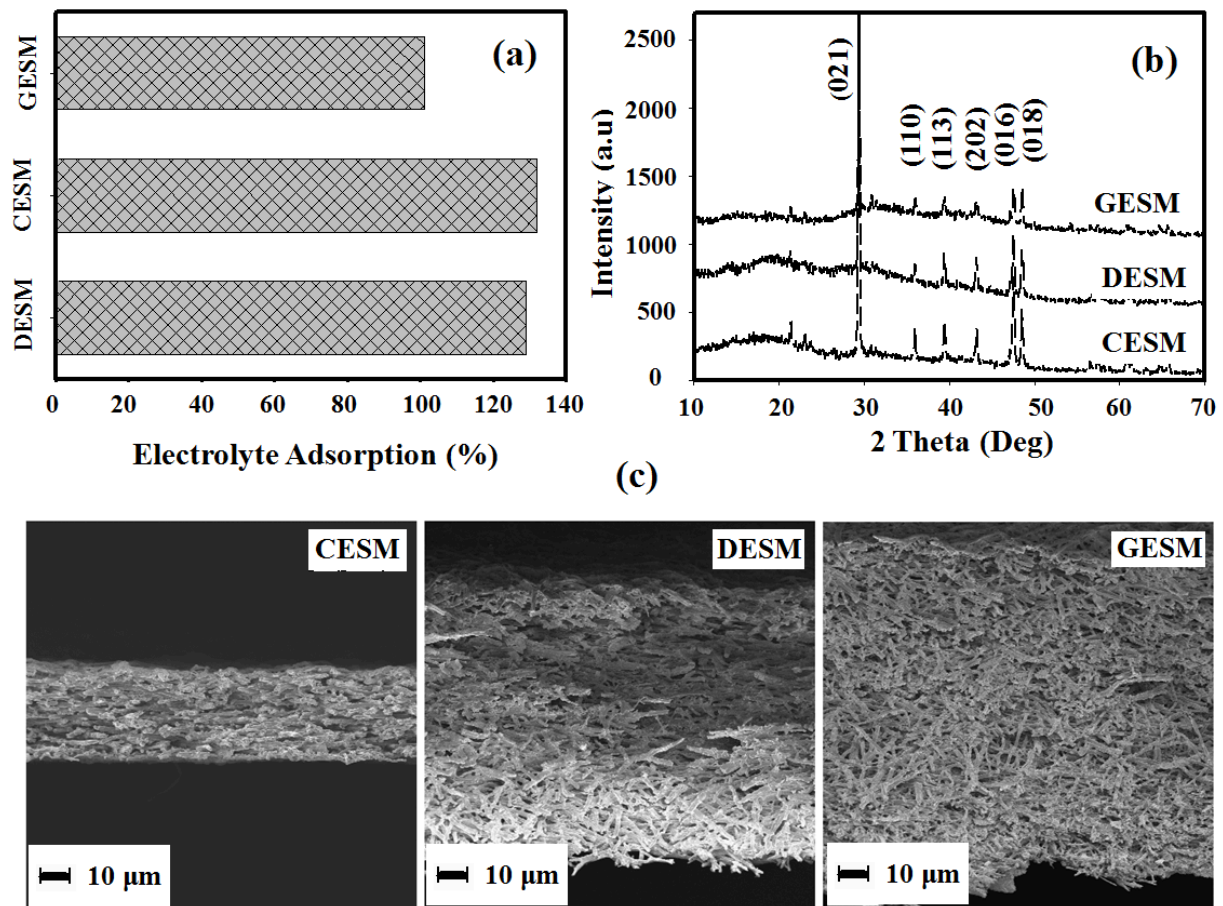 (a)
GESM
CESM
DESM
0 20 40 60 80 100 120 140
Electrolyte Adsorption (%)
(b)
2500
2000
1500
1000
500
0
Intensity (a.u)
(021)
(110)
(113)
(202)
(016)
(018)
GESM
DESM
CESM
10 20 30 40 50 60 70
2 Theta (Deg)
(c)
CESM
DESM
GESM
10 μm
10 μm
10 μm